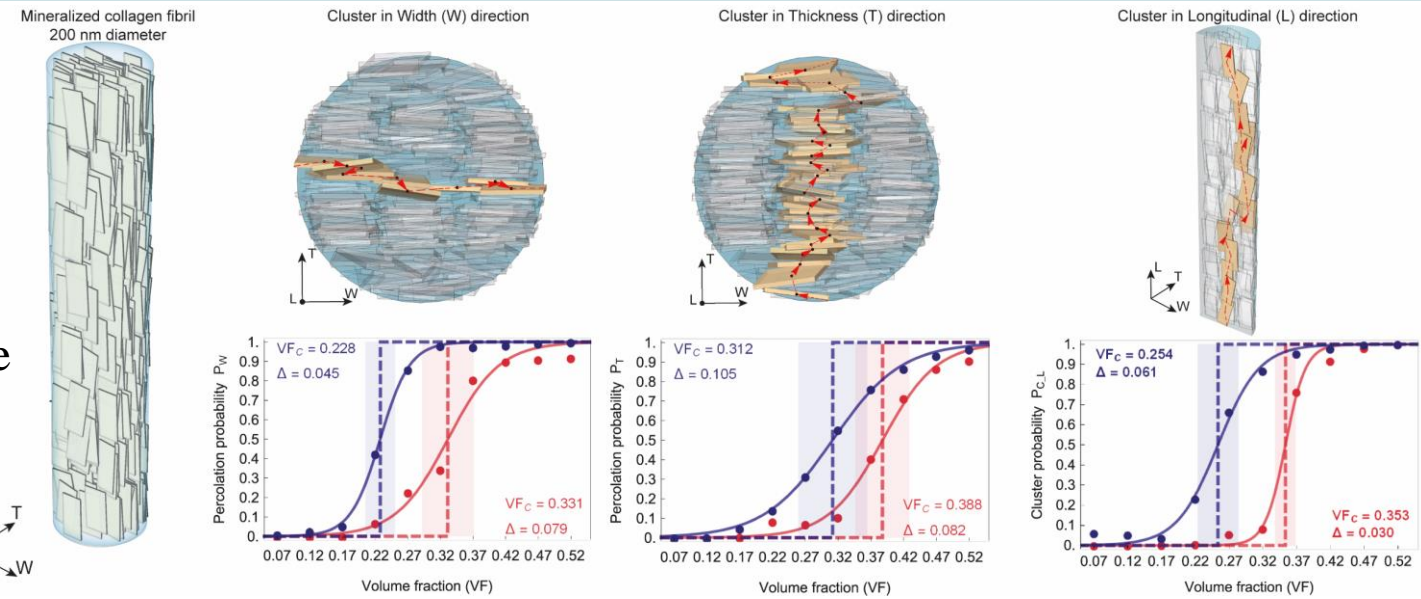 Mineralized collagen fibril
200 nm diameter
T
W
e
Cluster in Width (W) direction
T
L
W
Percolation probability P_W
1.
0.9
0.8
0.7
0.6
0.5
0.4
0.3
0.2
0.1
0.
VF_C = 0.228
Δ = 0.045
VF_C = 0.331
Δ = 0.079
0.07 0.12 0.17 0.22 0.27 0.32 0.37 0.42 0.47 0.52
Volume fraction (VF)
Cluster in Thickness (T) direction
T
L
W
Percolation probability P_T
1.
0.9
0.8
0.7
0.6
0.5
0.4
0.3
0.2
0.1
0.
VF_C = 0.312
Δ = 0.105
VF_C = 0.388
Δ = 0.082
0.07 0.12 0.17 0.22 0.27 0.32 0.37 0.42 0.47 0.52
Volume fraction (VF)
Cluster in Longitudinal (L) direction
L
T
W
Cluster probability P_C_L
1.
0.9
0.8
0.7
0.6
0.5
0.4
0.3
0.2
0.1
0.
VF_C = 0.254
Δ = 0.061
VF_C = 0.353
Δ = 0.030
0.07 0.12 0.17 0.22 0.27 0.32 0.37 0.42 0.47 0.52
Volume fraction (VF)